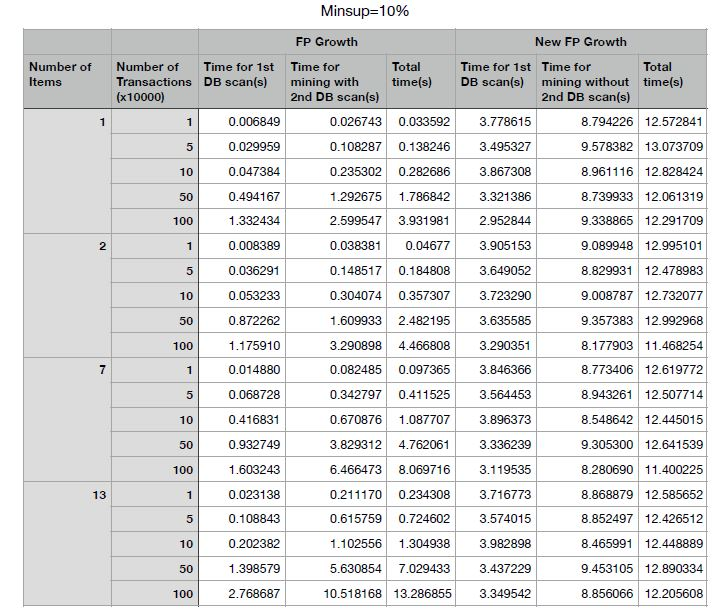 Minsup=10%
FP Growth New FP Growth
Number of Items Number of Transactions (x10000) Time for 1st DB scan(s) Time for mining with 2nd DB scan(s) Total time(s) Time for 1st DB scan(s) Time for mining without 2nd DB scan(s) Total time(s)
1 1 0.006849 0.026743 0.033592 3.778615 8.794226 12.572841
5 0.029959 0.108287 0.138246 3.495327 9.578382 13.073709
10 0.047384 0.235302 0.282686 3.867308 8.961116 12.828424
50 0.494167 1.292675 1.786842 3.321386 8.739933 12.061319
100 1.332434 2.599547 3.931981 2.952844 9.338865 12.291709
2 1 0.008389 0.038381 0.04677 3.905153 9.089948 12.995101
5 0.036291 0.148517 0.184808 3.649052 8.829931 12.478983
10 0.053233 0.304074 0.357307 3.723290 9.008787 12.732077
50 0.872262 1.609933 2.482195 3.635585 9.357383 12.992968
100 1.175910 3.290898 4.466808 3.290351 8.177903 11.468254
7 1 0.014880 0.082485 0.097365 3.846366 8.773406 12.619772
5 0.068728 0.342797 0.411525 3.564453 8.943261 12.507714
10 0.416831 0.670876 1.087707 3.896373 8.548642 12.445015
50 0.932749 3.829312 4.762061 3.336239 9.305300 12.641539
100 1.603243 6.466473 8.069716 3.119535 8.280690 11.400225
13 1 0.023138 0.211170 0.234308 3.716773 8.868879 12.585652
5 0.108843 0.615759 0.724602 3.574015 8.852497 12.426512
10 0.202382 1.102556 1.304938 3.982898 8.465991 12.448889
50 1.398579 5.630854 7.029433 3.437229 9.453105 12.890334
100 2.768687 10.518168 13.286855 3.349542 8.856066 12.205608